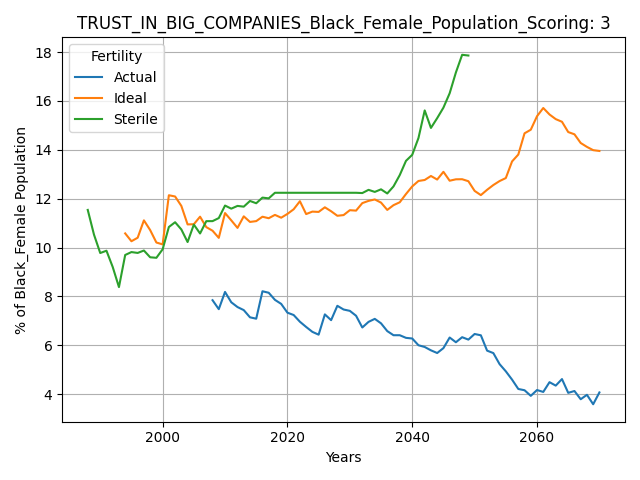 TRUST_IN_BIG_COMPANIES_Black_Female_Population_Scoring: 3
Fertility
Actual
Ideal
Sterile
% of Black_Female Population
18
16
14
12
10
8
6
4
2000
2020
2040
2060
Years